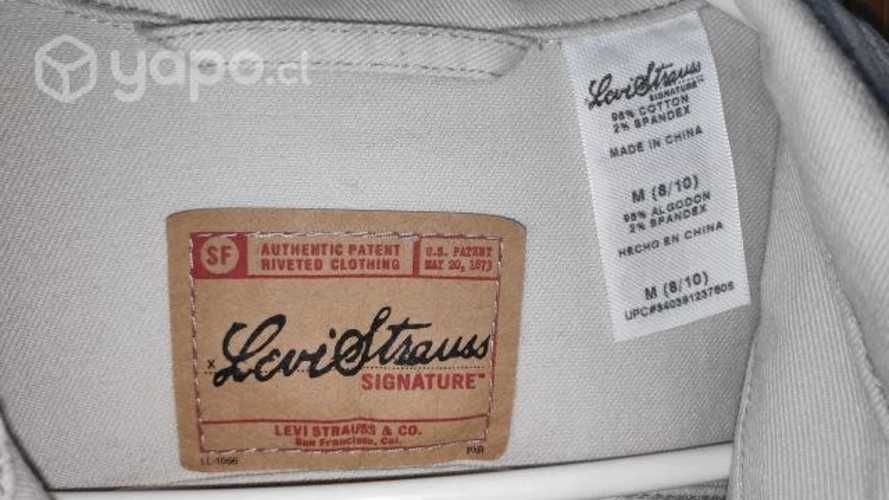 yapo.cl
Levi Strauss
SIGNATURE™
98% COTTON
2% SPANDEX
MADE IN CHINA
M (8/10)
98% ALGODON
2% SPANDEX
HECHO EN CHINA
M (8/10)
SF
AUTHENTIC PATENT
RIVETED CLOTHING
U.S. PATENT
MAY 20, 1873
x Levi Strauss
SIGNATURE™
LEVI STRAUSS & CO.
San Francisco, Cal.